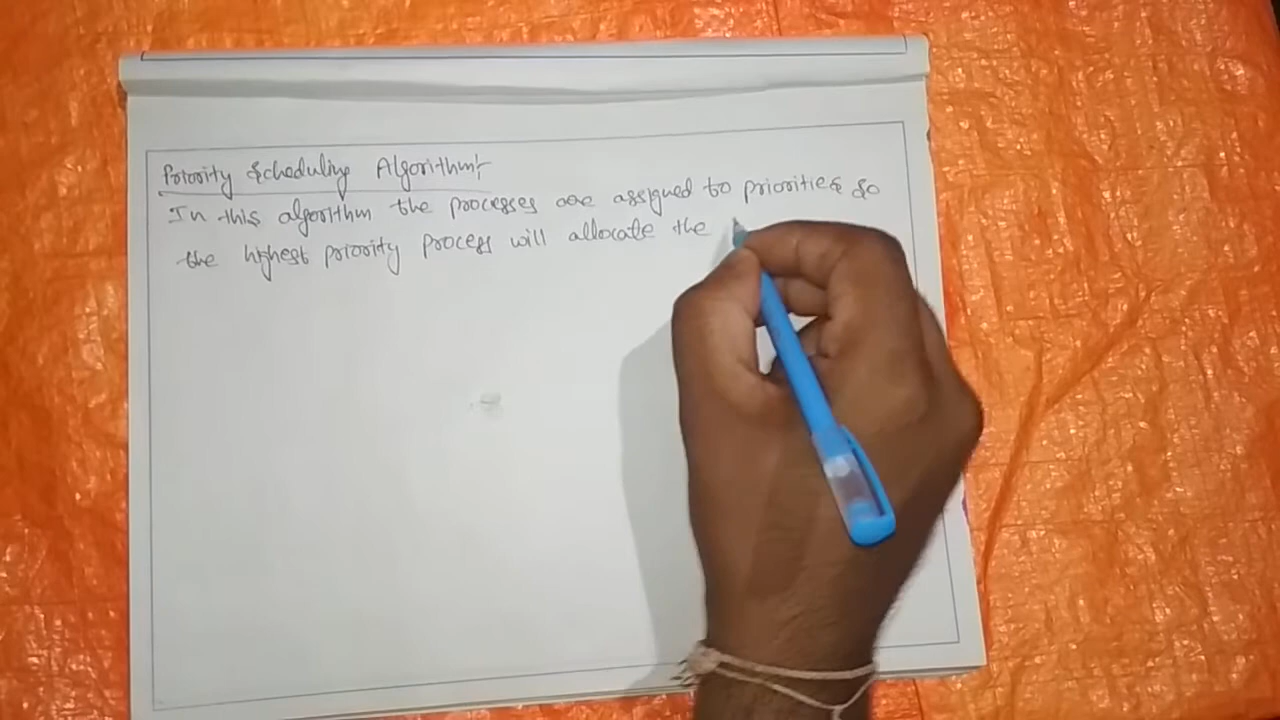 Priority Scheduling Algorithm:-
In this algorithm the processes are assigned to priorities so
the highest priority process will allocate the